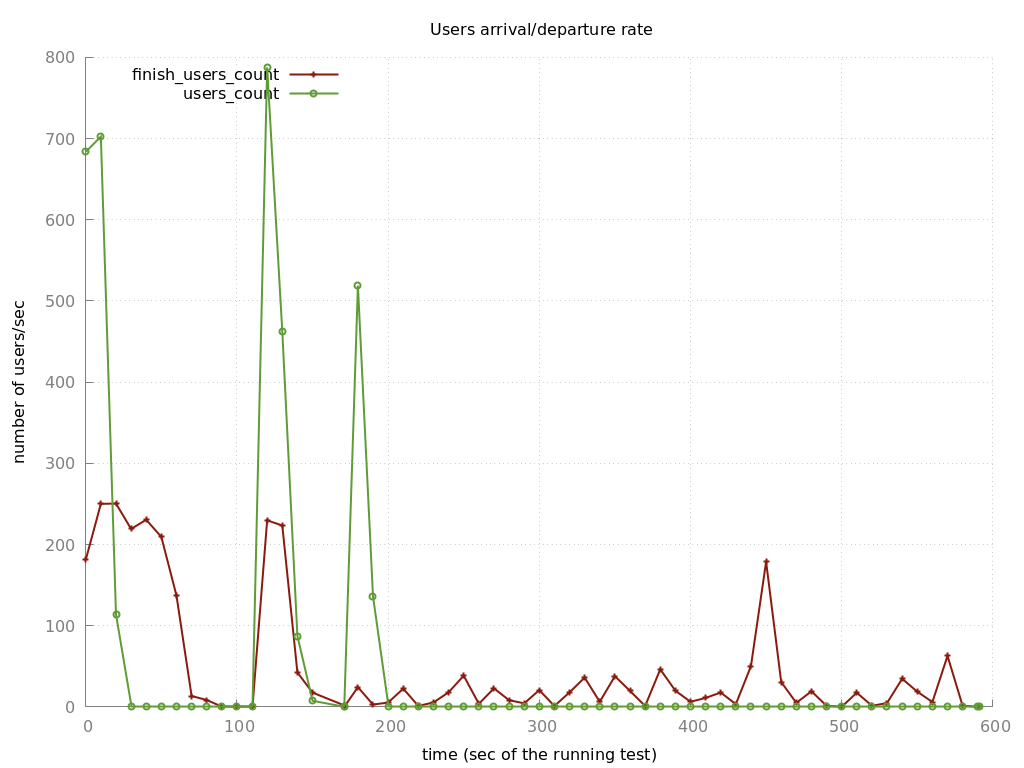 Users arrival/departure rate
800
finish_users_count
users_count
700
600
500
number of users/sec
400
300
200
100
0
0 100 200 300 400 500 600
time (sec of the running test)